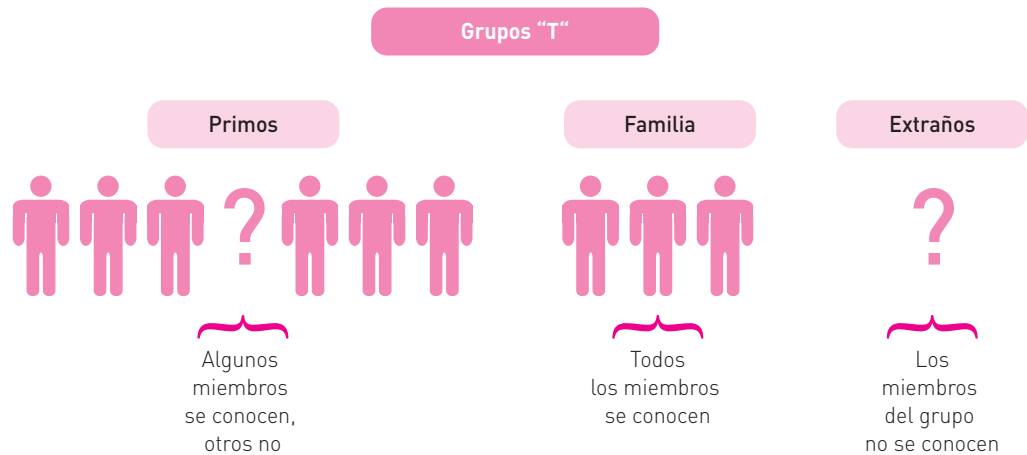 Grupos “T“
Primos
Familia
Extraños
?
?
Algunos
miembros
se conocen,
otros no
Todos
los miembros
se conocen
Los
miembros
del grupo
no se conocen